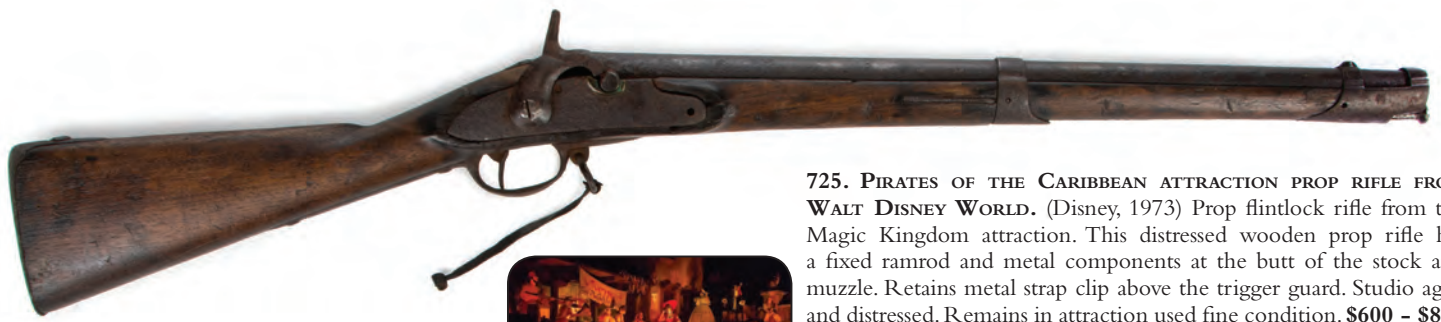 725. PIRATES OF THE CARIBBEAN ATTRACTION PROP RIFLE
WALT DISNEY WORLD. (Disney, 1973) Prop flintlock rifle from
Magic Kingdom attraction. This distressed wooden prop rifle
a fixed ramrod and metal components at the butt of the stock
muzzle. Retains metal strap clip above the trigger guard. Studio
and distressed. Remains in attraction used fine condition. $600 -